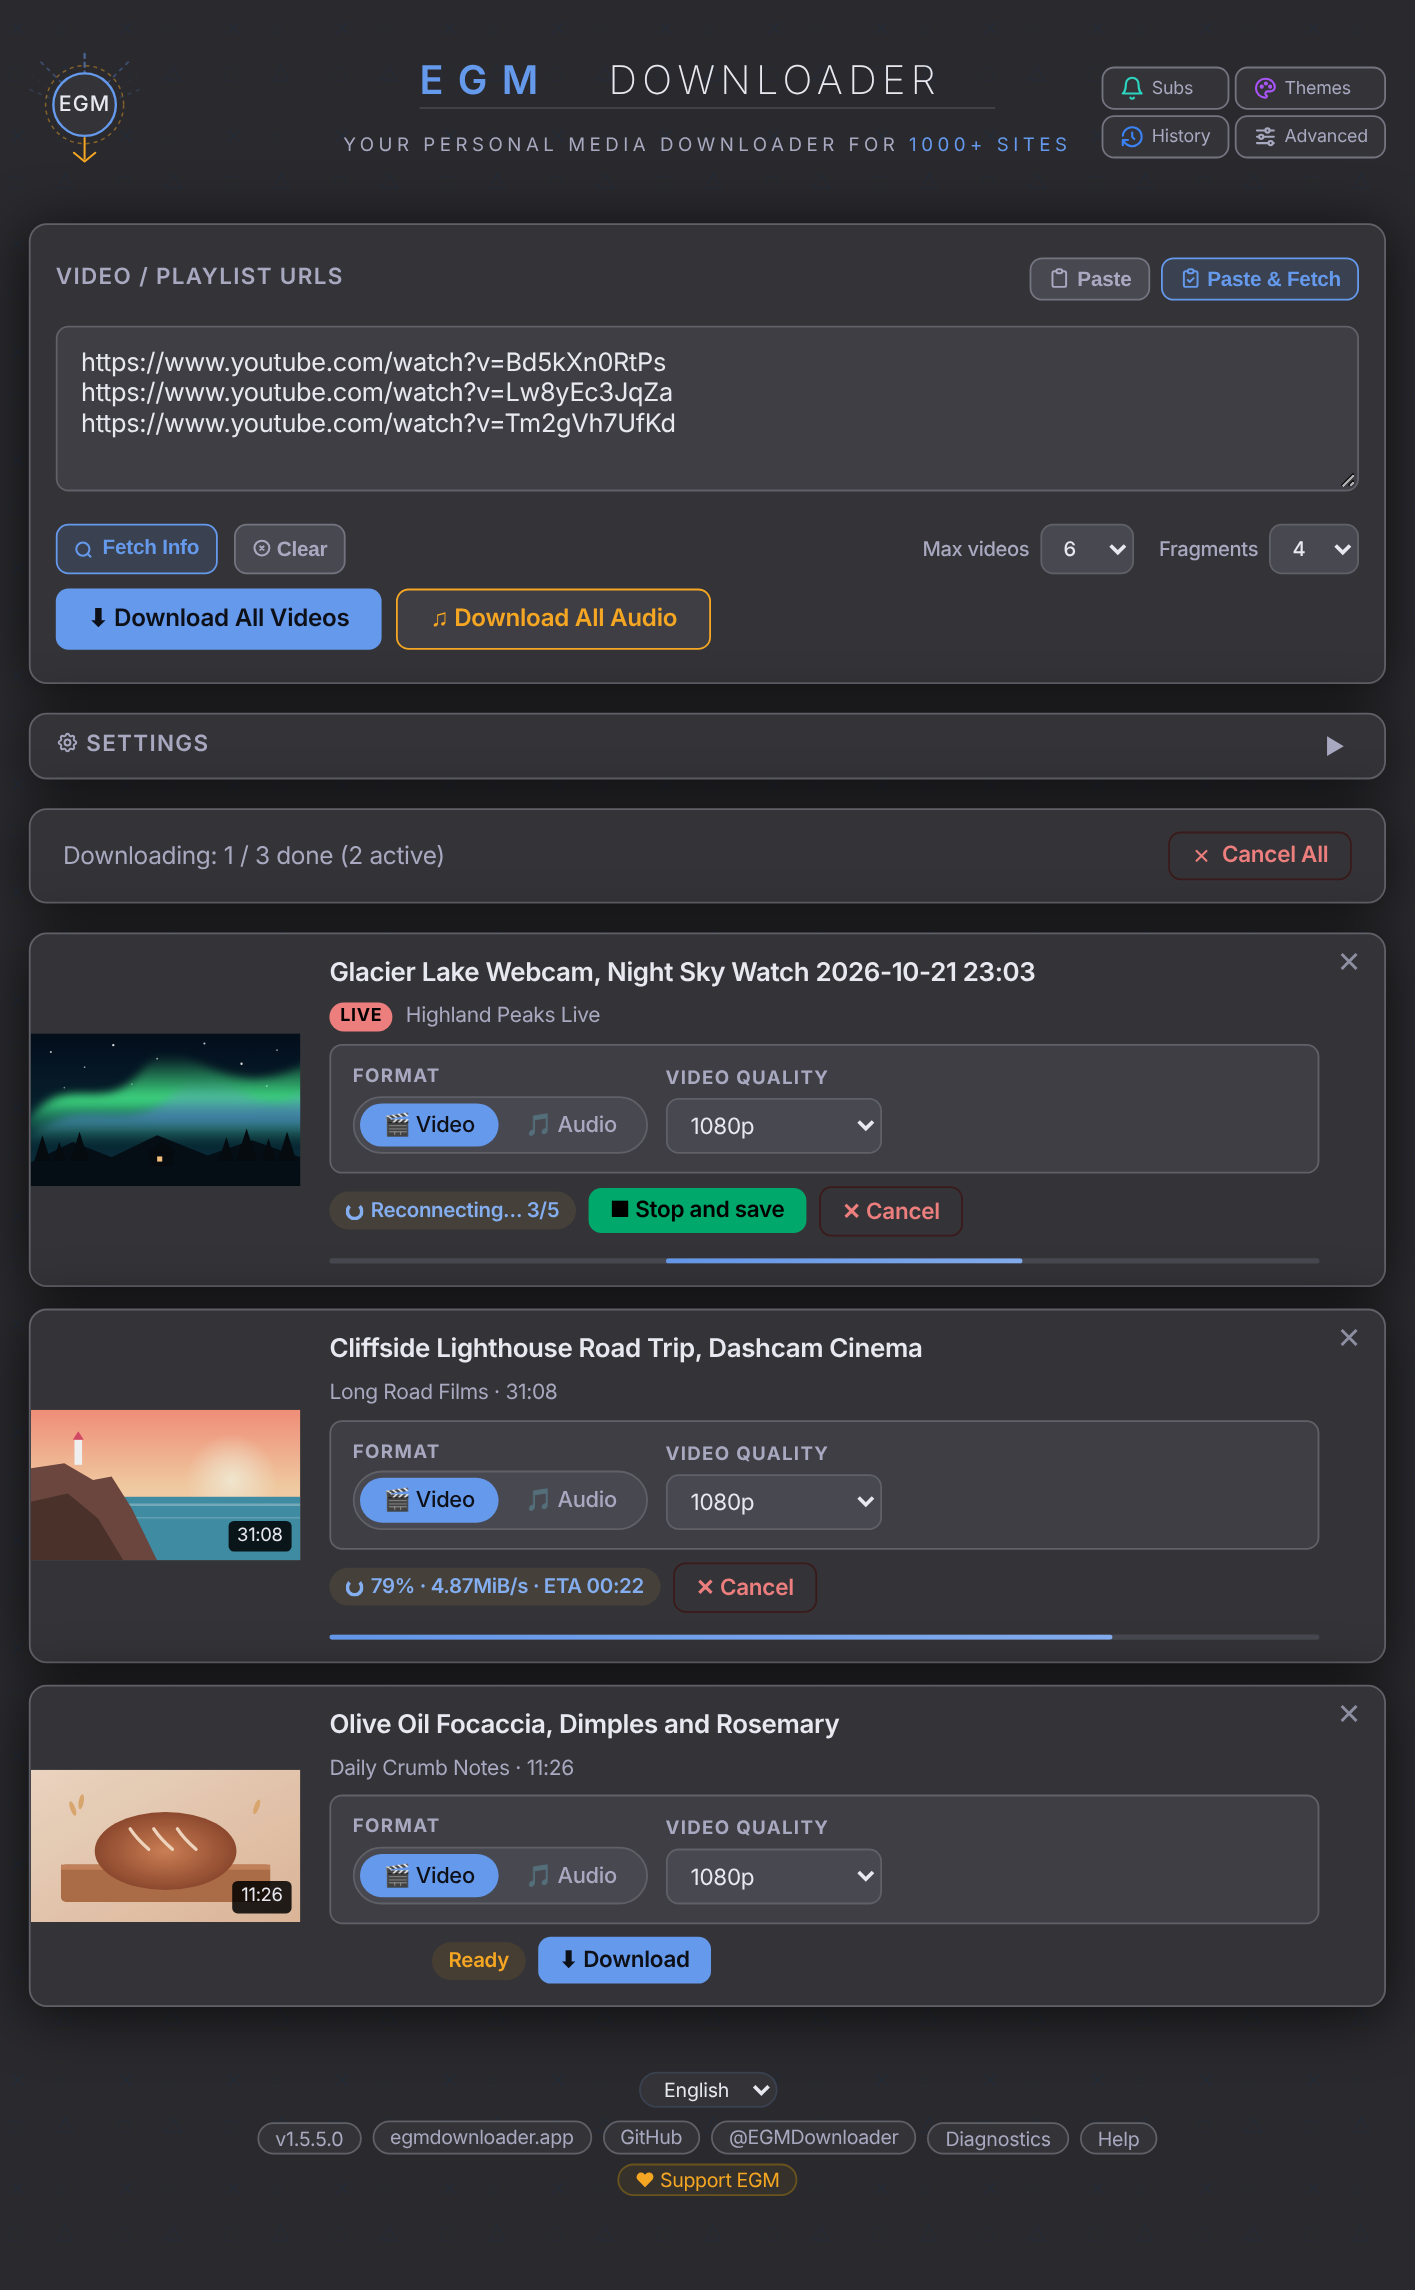 EGM
EGM DOWNLOADER
YOUR PERSONAL MEDIA DOWNLOADER FOR 1000+ SITES
Subs
Themes
History
Advanced
VIDEO / PLAYLIST URLS
Paste
Paste & Fetch
https://www.youtube.com/watch?v=Bd5kXn0RtPs
https://www.youtube.com/watch?v=Lw8yEc3JqZa
https://www.youtube.com/watch?v=Tm2gVh7UfKd
Fetch Info
Clear
Max videos
6
Fragments
4
⬇ Download All Videos
♫ Download All Audio
SETTINGS
Downloading: 1 / 3 done (2 active)
✕ Cancel All
Glacier Lake Webcam, Night Sky Watch 2026-10-21 23:03
LIVE
Highland Peaks Live
FORMAT
VIDEO QUALITY
🎬 Video
🎵 Audio
1080p
Reconnecting... 3/5
■ Stop and save
✕ Cancel
Cliffside Lighthouse Road Trip, Dashcam Cinema
Long Road Films · 31:08
31:08
FORMAT
VIDEO QUALITY
🎬 Video
🎵 Audio
1080p
79% · 4.87MiB/s · ETA 00:22
✕ Cancel
Olive Oil Focaccia, Dimples and Rosemary
Daily Crumb Notes · 11:26
11:26
FORMAT
VIDEO QUALITY
🎬 Video
🎵 Audio
1080p
Ready
⬇ Download
English
v1.5.5.0
egmdownloader.app
GitHub
@EGMDownloader
Diagnostics
Help
♥ Support EGM